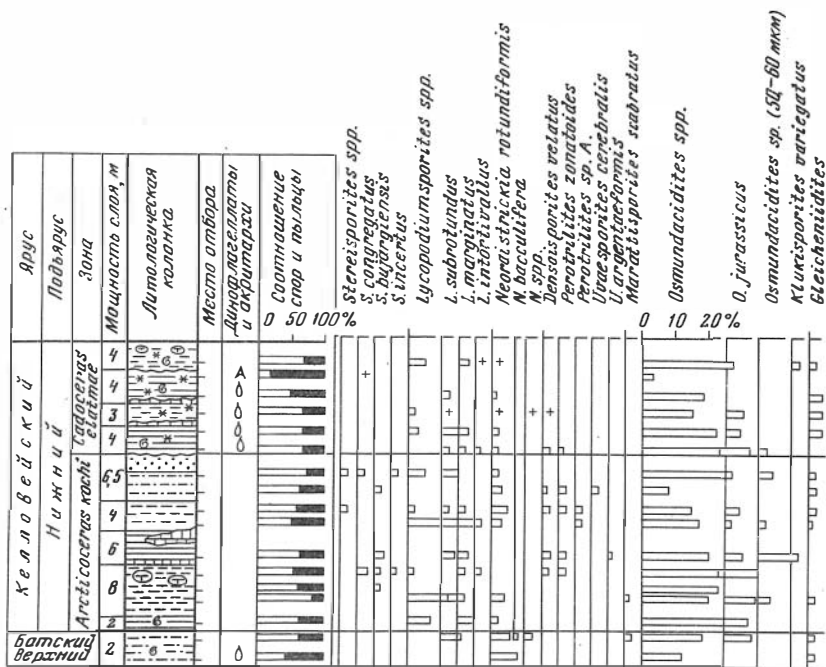 Ярус
Подъярус
Зона
Мощность слоя, м
Литологическая
колонка
Место отбора
Динофлагеллаты
и акритархи
Соотношение
спор и пыльцы
0 50 100%
Stereisporites spp.
S. congregatus
S. bujargiensis
S. incertus
Lycopodiumsporites spp.
L. subrotundus
L. marginatus
L. intortivallus
Neoraistrickia rotundiformis
N. bacculifera
N. spp.
Densoisporites velatus
Perotrilites zonatoides
Perotrilites sp. A.
Uvaesporites cerebralis
U. argentaeformis
Marattisporites scabratus
Osmundacidites spp.
0 10 20%
O. jurassicus
Osmundacidites sp. (50-60 мкм)
Klukisporites variegatus
Gleicheniidites
Келловейский
Нижний
Cadoceras
elatmae
Arcticoceras kochi
4
4
3
4
6,5
4
6
8
2
А
Батский
Верхний
2